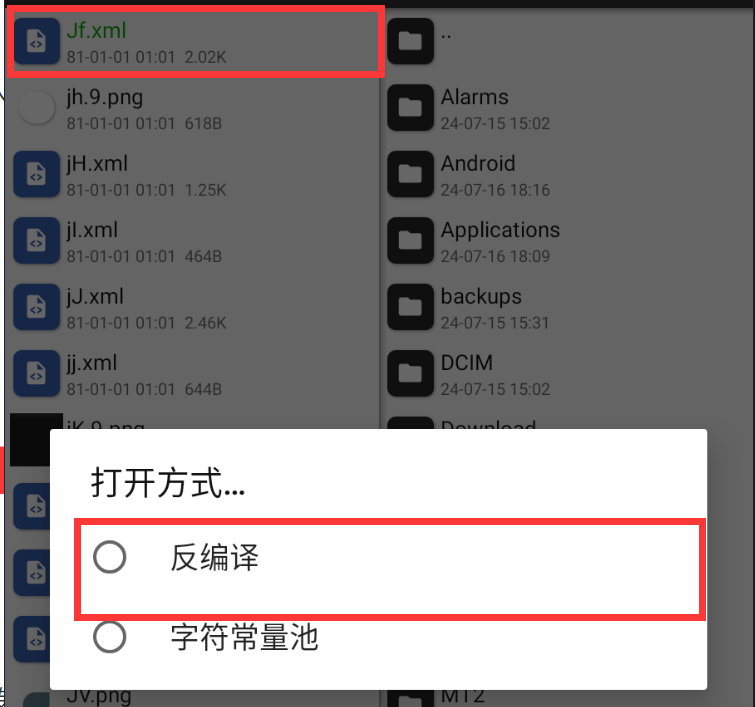 Jf.xml
81-01-01 01:01 2.02K
jh.9.png
81-01-01 01:01 618B
jH.xml
81-01-01 01:01 1.25K
jI.xml
81-01-01 01:01 464B
jJ.xml
81-01-01 01:01 2.46K
jj.xml
81-01-01 01:01 644B
jK.9.png
JV.png
..
Alarms
24-07-15 15:02
Android
24-07-16 18:16
Applications
24-07-16 18:09
backups
24-07-15 15:31
DCIM
24-07-15 15:02
Download
MT2
打开方式...
反编译
字符常量池